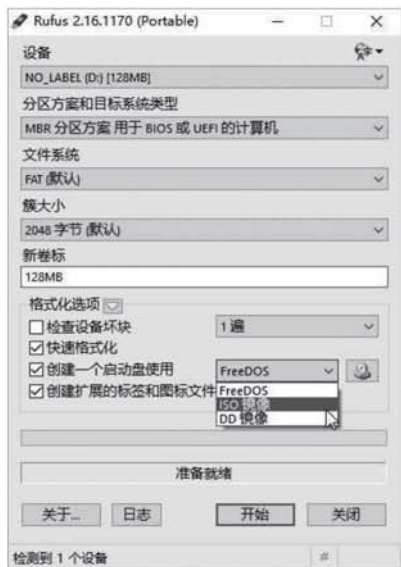 Rufus 2.16.1170 (Portable)
设备
NO_LABEL (D:) [128MB]
分区方案和目标系统类型
MBR 分区方案 用于 BIOS 或 UEFI 的计算机
文件系统
FAT (默认)
簇大小
2048 字节 (默认)
新卷标
128MB
格式化选项
检查设备坏块 1 遍
快速格式化
创建一个启动盘使用 FreeDOS
创建扩展的标签和图标文件 FreeDOS
ISO 镜像
DD 镜像
准备就绪
关于... 日志 开始 关闭
检测到 1 个设备 #